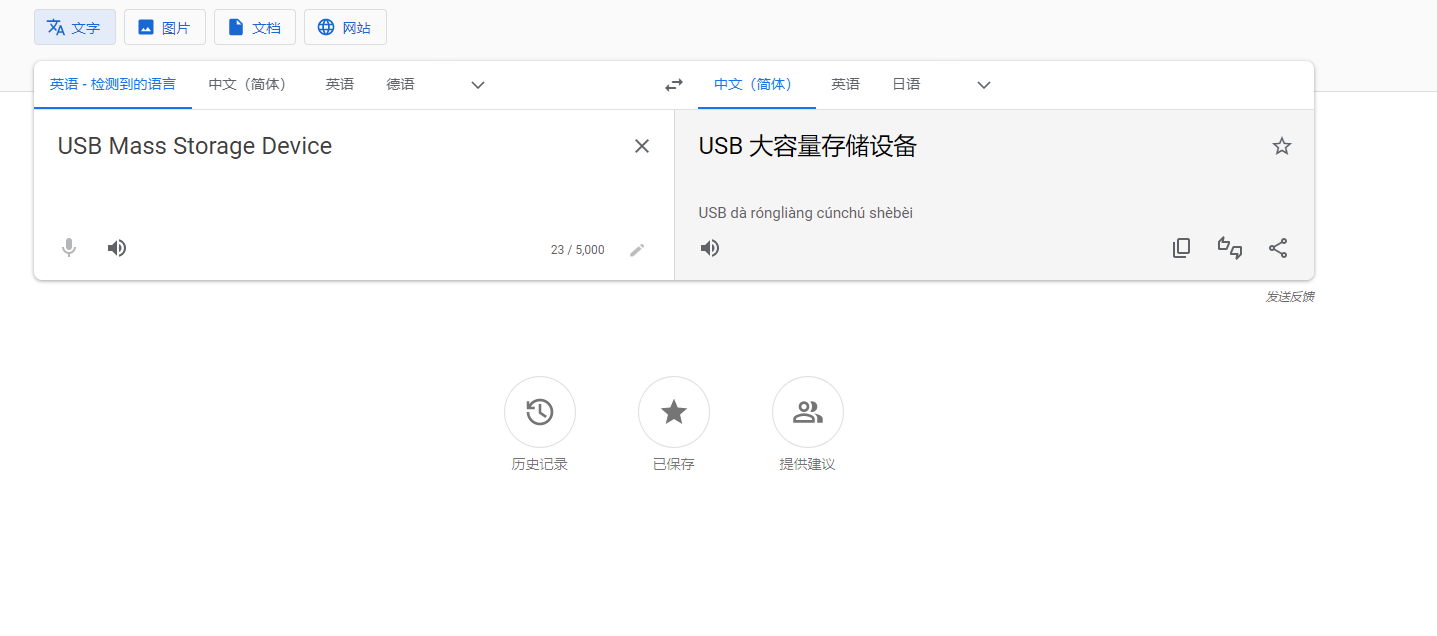 文字 图片 文档 网站
英语 - 检测到的语言 中文（简体） 英语 德语 中文（简体） 英语 日语
USB Mass Storage Device
USB 大容量存储设备
USB dà róngliàng cúnchú shèbèi
23 / 5,000
发送反馈
历史记录 已保存 提供建议